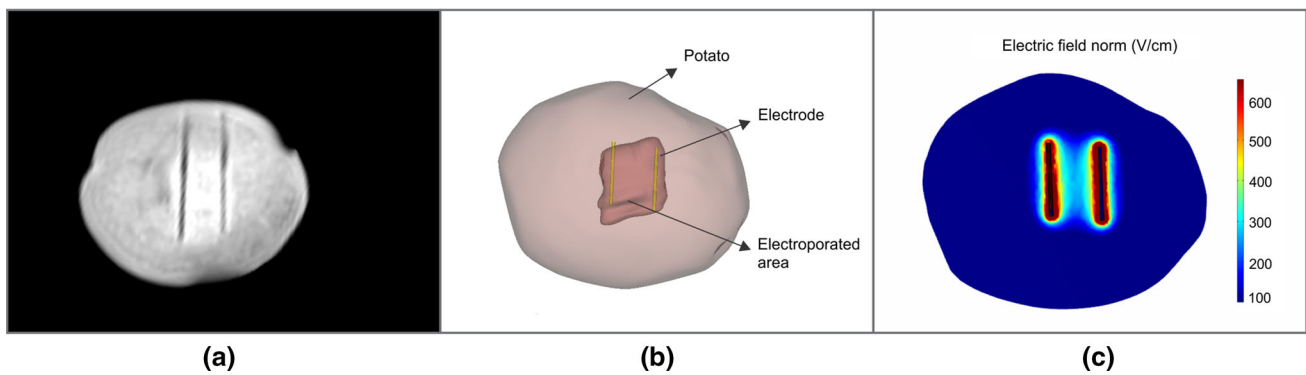 Potato
Electrode
Electroporated
area
Electric field norm (V/cm)
600
500
400
300
200
100
(a)
(b)
(c)